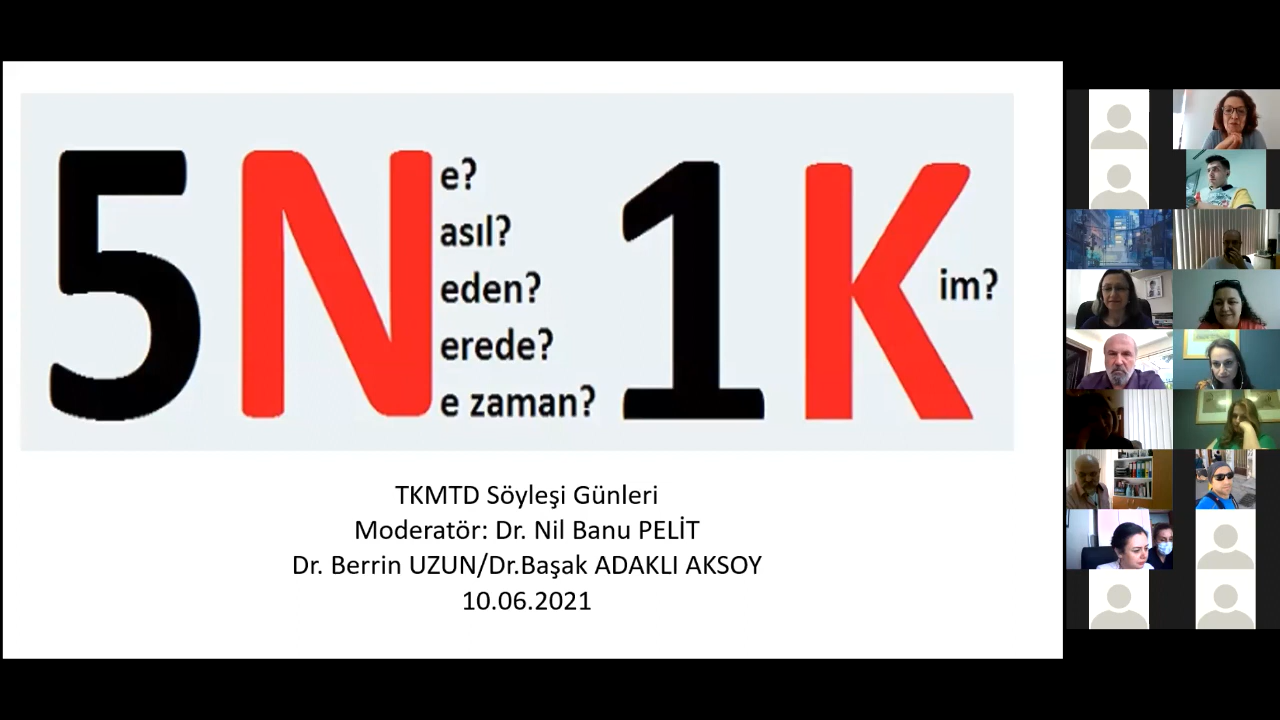 5N 1K
e?
asıl?
eden?
erede?
e zaman?
im?
TKMTD Söyleşi Günleri
Moderatör: Dr. Nil Banu PELİT
Dr. Berrin UZUN/Dr.Başak ADAKLI AKSOY
10.06.2021